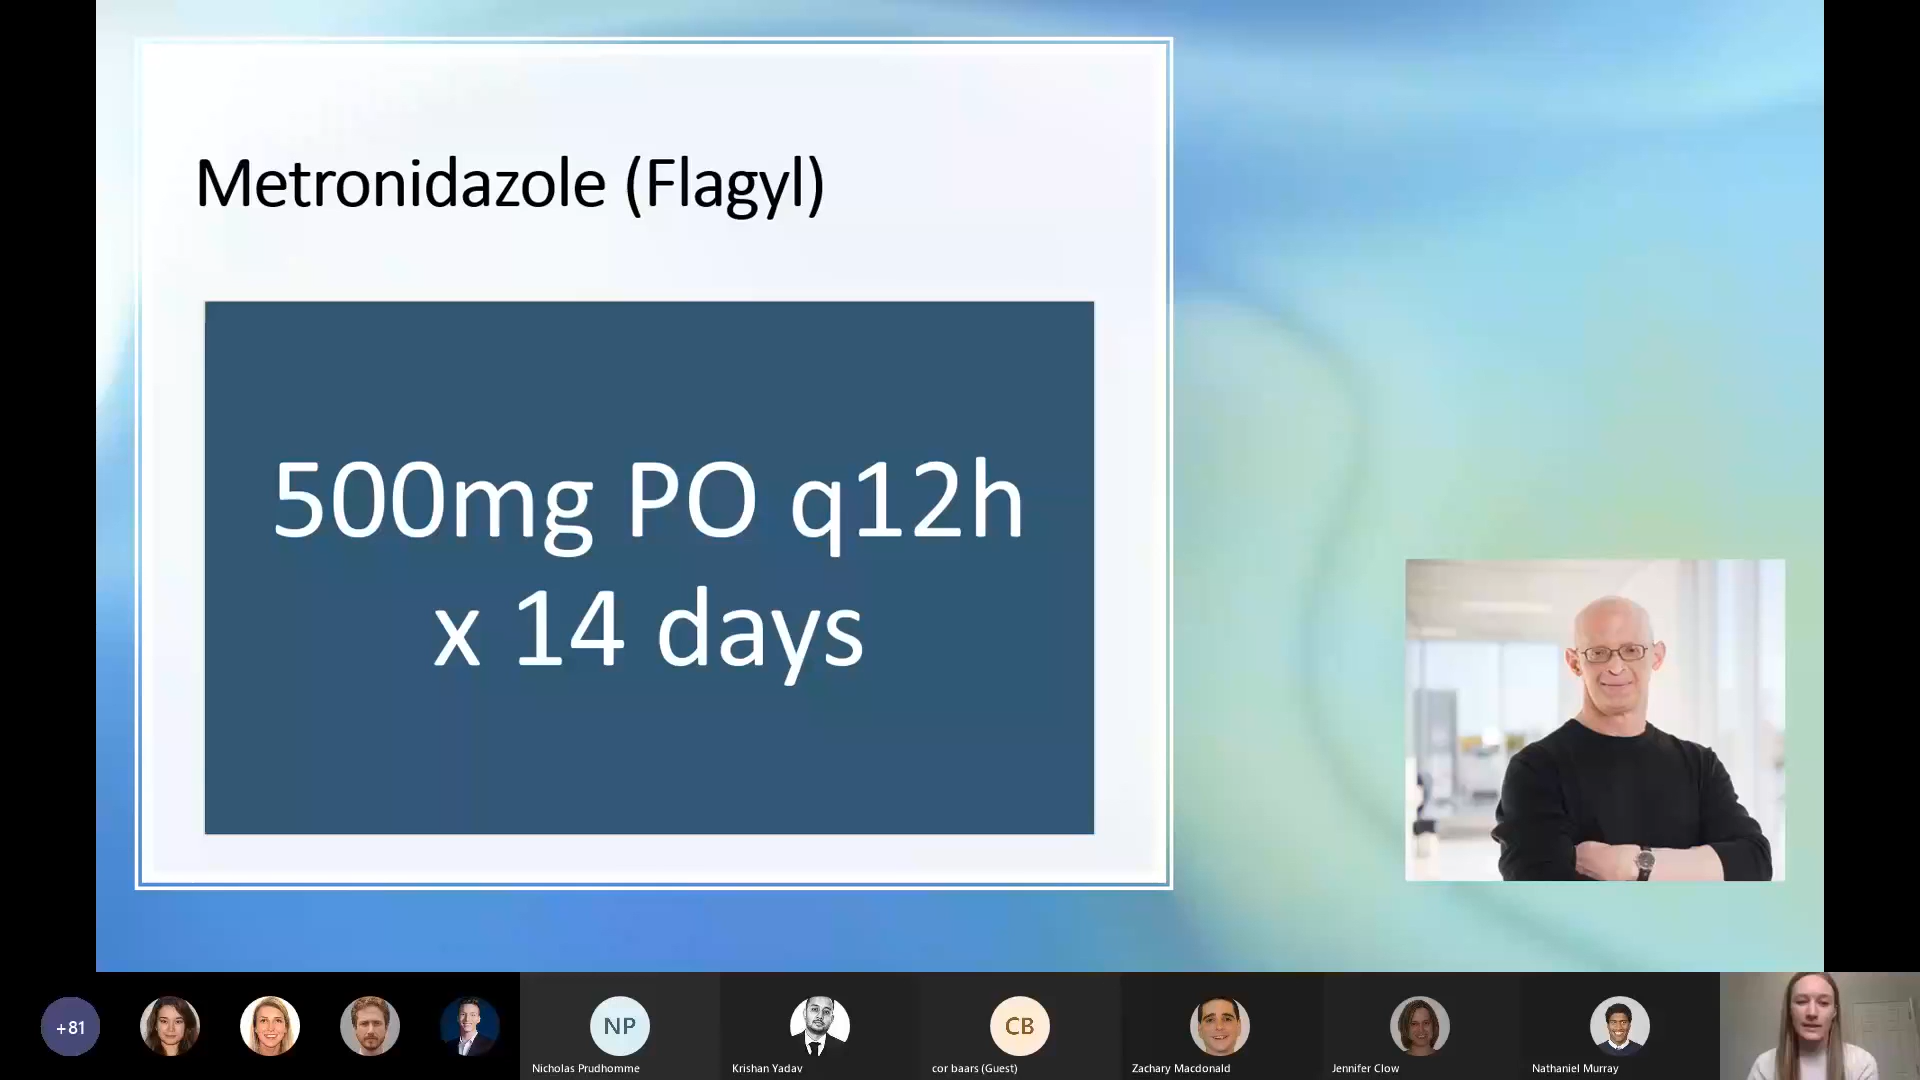 Metronidazole (Flagyl)
500mg PO q12h
x 14 days
+81
NP
Nicholas Prudhomme
Krishan Yadav
CB
cor baars (Guest)
Zachary Macdonald
Jennifer Clow
Nathaniel Murray